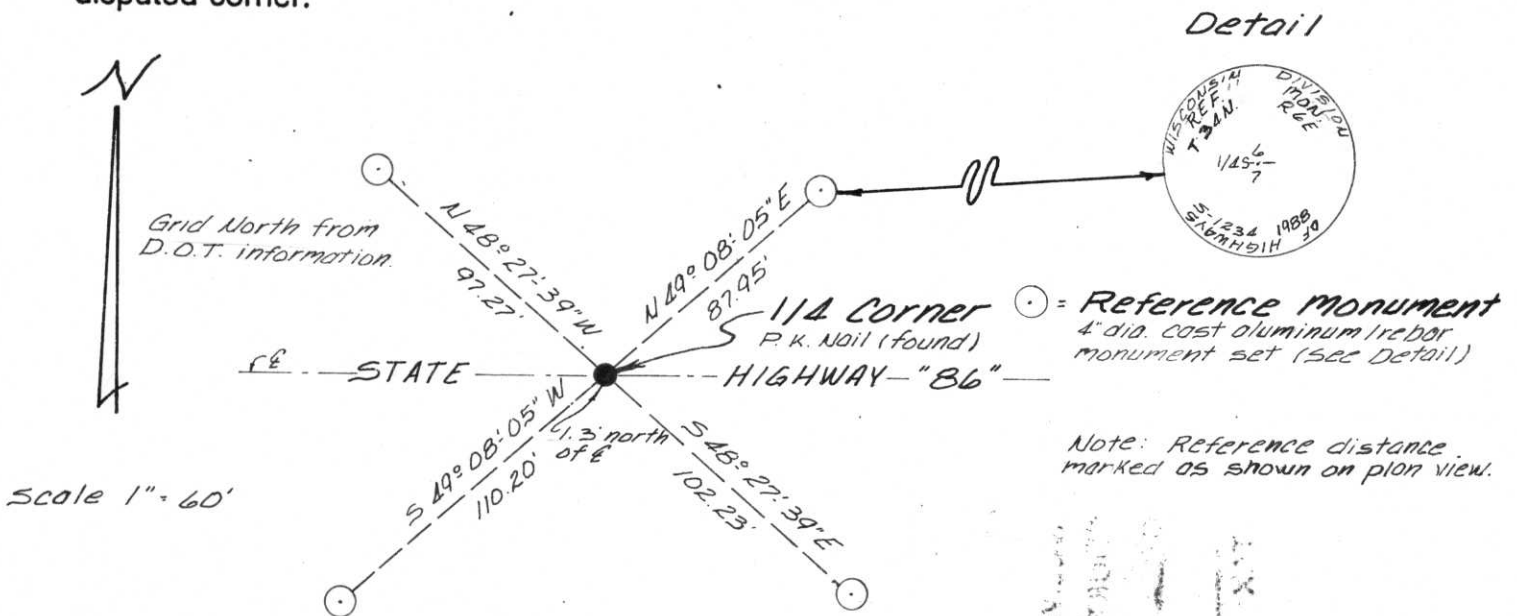 disputed corner.
Detail
N
WISCONSIN DIVISION
REF. MON.
T.34N. R6E
1/4S 6
7
S-1234 1988
OF HIGHWAYS
Grid North from
D.O.T. information.
N 48° 27' 39" W
97.27'
N 49° 08' 05" E
87.95'
1/4 Corner
P.K. Nail (found)
= Reference Monument
4" dia. cast aluminum/rebar
monument set (See Detail)
r℄ STATE HIGHWAY "86"
1.3' north
of ℄
S 49° 08' 05" W
110.20'
S 48° 27' 39" E
102.23'
Note: Reference distance
marked as shown on plan view.
Scale 1" = 60'